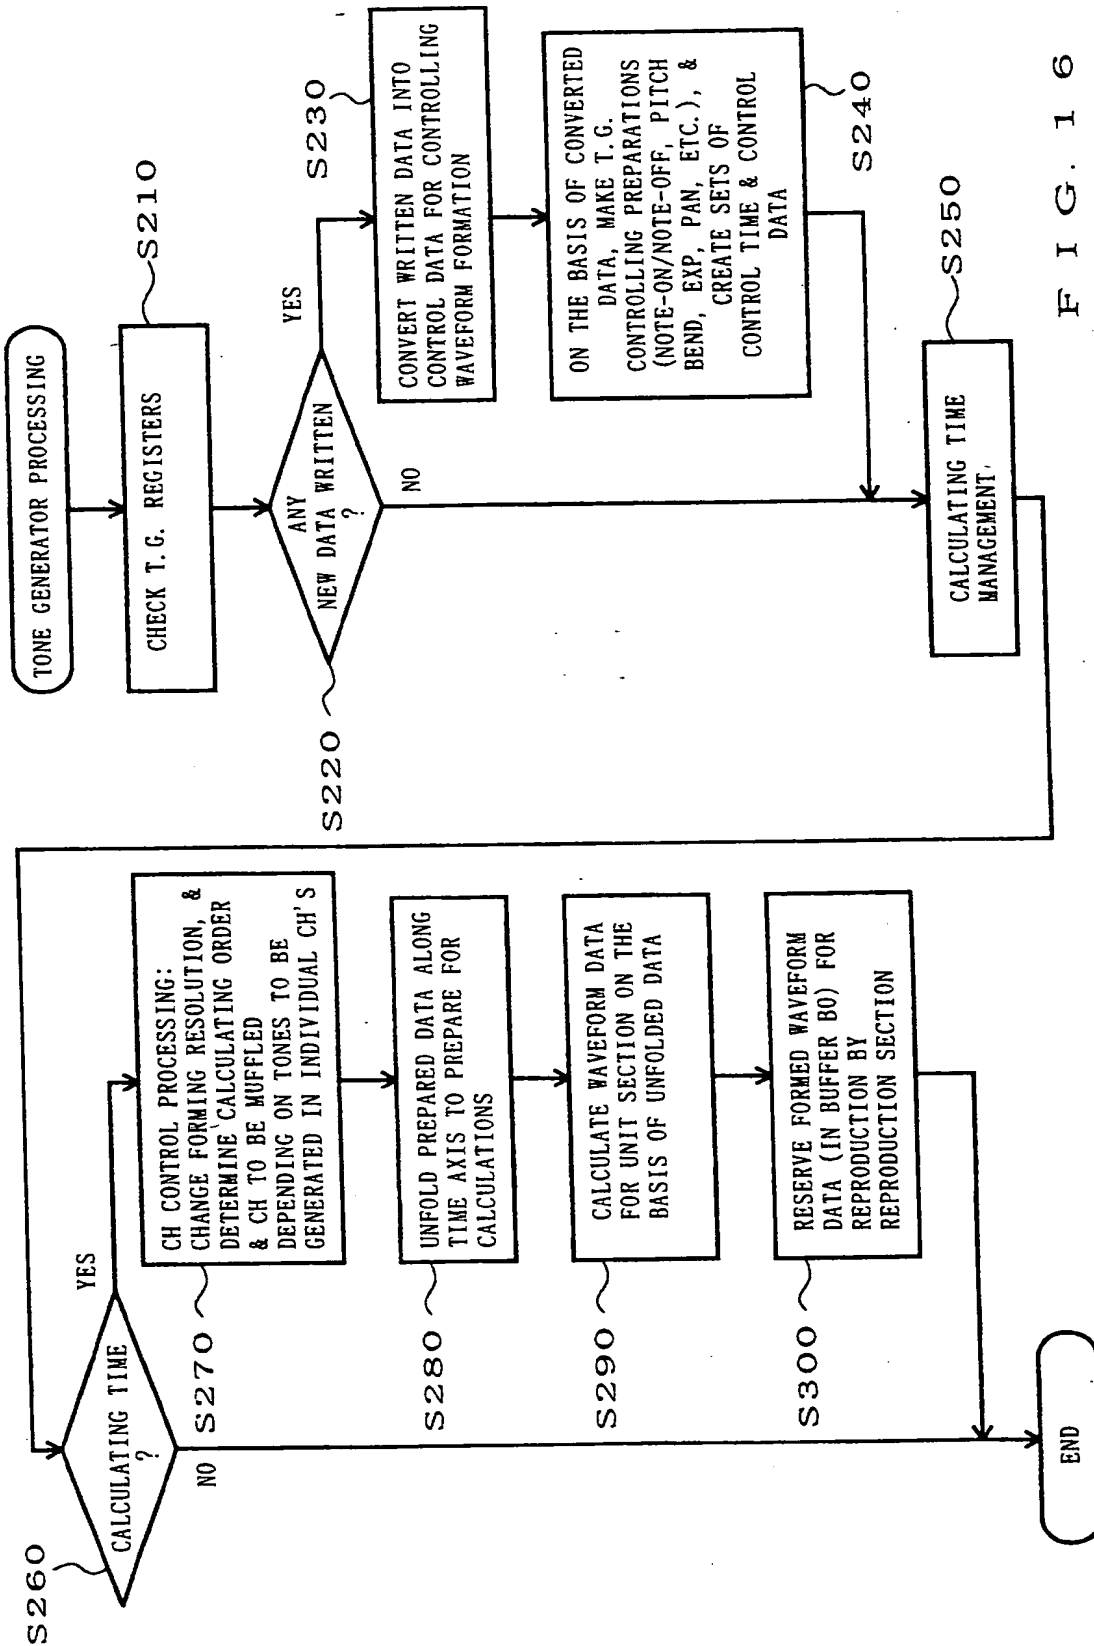 TONE GENERATOR PROCESSING
CHECK T.G. REGISTERS
S210
ANY
NEW DATA WRITTEN
?
S220
YES
NO
CONVERT WRITTEN DATA INTO
CONTROL DATA FOR CONTROLLING
WAVEFORM FORMATION
S230
ON THE BASIS OF CONVERTED
DATA, MAKE T.G.
CONTROLLING PREPARATIONS
(NOTE-ON/NOTE-OFF, PITCH
BEND, EXP, PAN, ETC.), &
CREATE SETS OF
CONTROL TIME & CONTROL
DATA
S240
CALCULATING TIME
MANAGEMENT
S250
CALCULATING TIME
?
S260
YES
NO
CH CONTROL PROCESSING:
CHANGE FORMING RESOLUTION, &
DETERMINE CALCULATING ORDER
& CH TO BE MUFFLED
DEPENDING ON TONES TO BE
GENERATED IN INDIVIDUAL CH'S
S270
UNFOLD PREPARED DATA ALONG
TIME AXIS TO PREPARE FOR
CALCULATIONS
S280
CALCULATE WAVEFORM DATA
FOR UNIT SECTION ON THE
BASIS OF UNFOLDED DATA
S290
RESERVE FORMED WAVEFORM
DATA (IN BUFFER BO) FOR
REPRODUCTION BY
REPRODUCTION SECTION
S300
END
FIG. 16